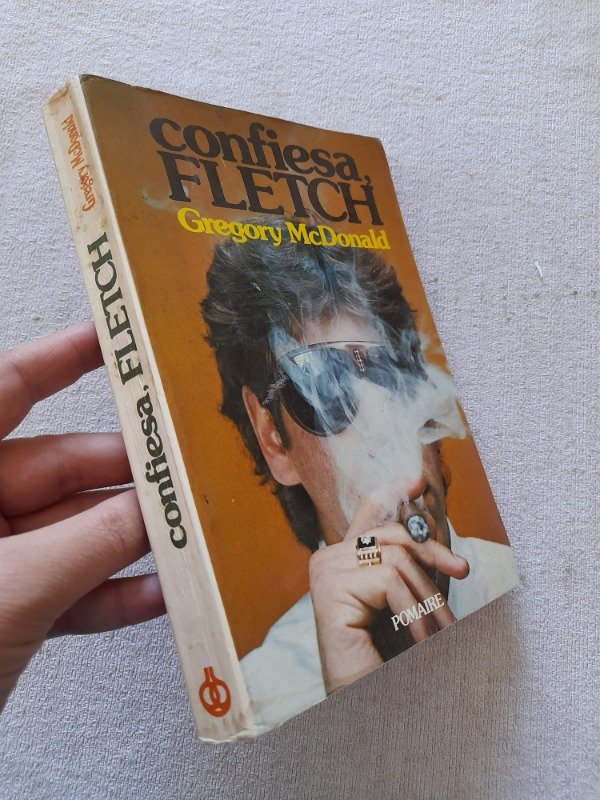 confiesa,
FLETCH
Gregory McDonald
POMAIRE
Gregory McDonald
confiesa, FLETCH